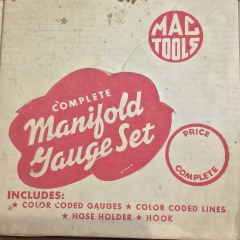 MAC
TOOLS
COMPLETE
Manifold
Gauge Set
PRICE
COMPLETE
INCLUDES:
★ COLOR CODED GAUGES ★ COLOR CODED LINES
★ HOSE HOLDER ★ HOOK